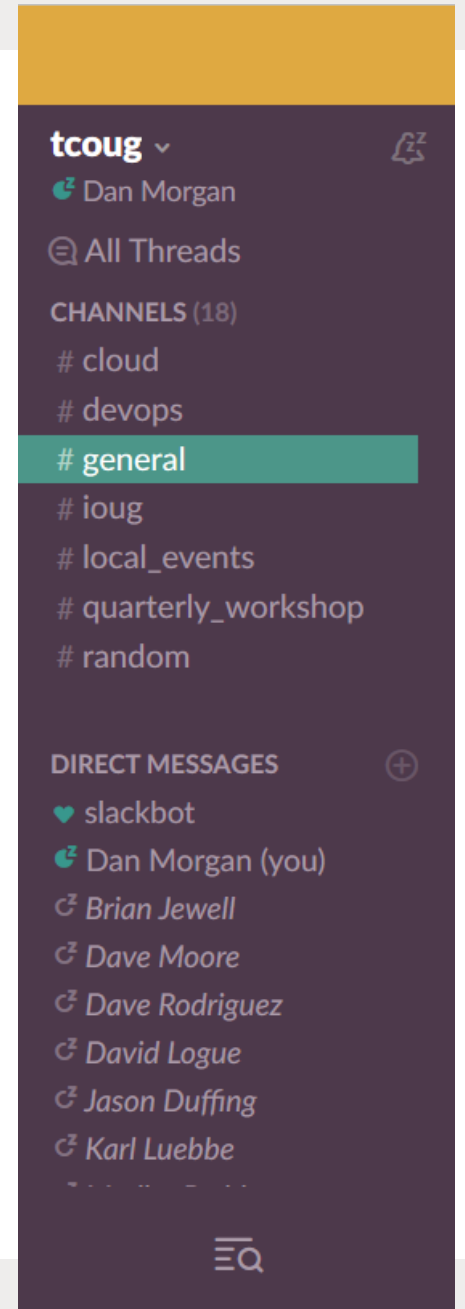 tcoug
Dan Morgan
All Threads
CHANNELS (18)
# cloud
# devops
# general
# ioug
# local_events
# quarterly_workshop
# random
DIRECT MESSAGES
slackbot
Dan Morgan (you)
Brian Jewell
Dave Moore
Dave Rodriguez
David Logue
Jason Duffing
Karl Luebbe